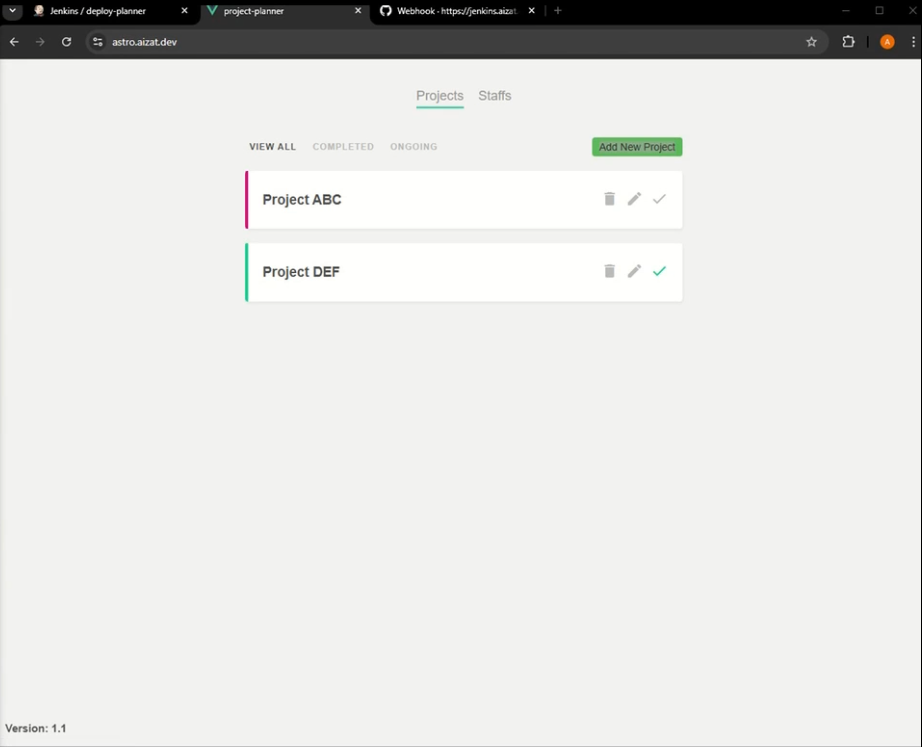 Jenkins / deploy-planner
project-planner
Webhook · https://jenkins.aizat.
astro.aizat.dev
A
Projects Staffs
VIEW ALL COMPLETED ONGOING Add New Project
Project ABC
Project DEF
Version: 1.1